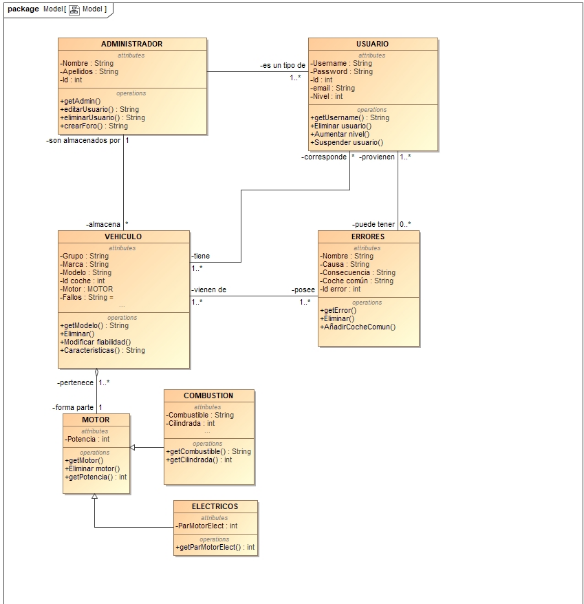 package Model[ Model ]
ADMINISTRADOR
attributes
-Nombre : String
-Apellidos : String
-Id : int
operations
+getAdmin()
+editarUsuario() : String
+eliminarUsuario() : String
+crearForo() : String
-es un tipo de
1..*
USUARIO
attributes
-Username : String
-Password : String
-Id : int
-email : String
-Nivel : int
operations
+getUsername() : String
+Eliminar usuario()
+Aumentar nivel()
+Suspender usuario()
-son almacenados por 1
-corresponde *
-provienen 1..*
-almacena *
-puede tener 0..*
VEHICULO
attributes
-Grupo : String
-Marca : String
-Modelo : String
-Id coche : int
-Motor : MOTOR
-Fallos : String =
...
operations
+getModelo() : String
+Eliminar()
+Modificar fiabilidad()
+Caracteristicas() : String
-tiene
1..*
-vienen de
1..*
-posee
1..*
ERRORES
attributes
-Nombre : String
-Causa : String
-Consecuencia : String
-Coche común : String
-Id error : int
operations
+getError()
+Eliminar()
+AñadirCocheComun()
-pertenece 1..*
-forma parte 1
MOTOR
attributes
-Potencia : int
operations
+getMotor()
+Eliminar motor()
+getPotencia() : int
COMBUSTION
attributes
-Combustible : String
-Cilindrada : int
...
operations
+getCombustible() : String
+getCilindrada() : int
ELECTRICOS
attributes
-ParMotorElect : int
operations
+getParMotorElect() : int